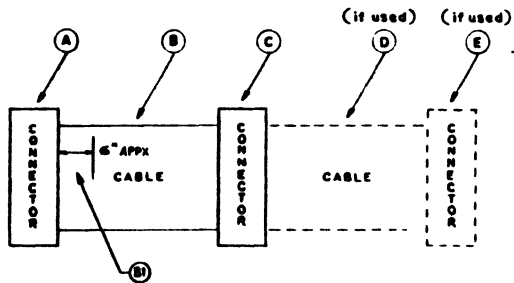 (if used) (if used)
A B C D E
CONNECTOR
6" APPX
CABLE
CONNECTOR
CABLE
CONNECTOR
B1